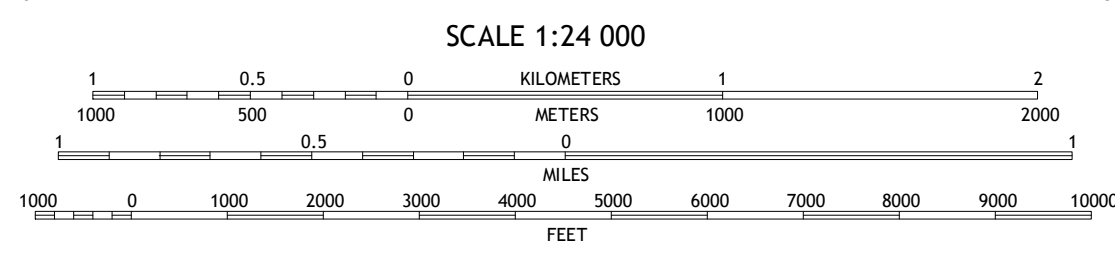 SCALE 1:24 000
1 0.5 0 KILOMETERS 1 2
1000 500 0 METERS 1000 2000
1 0.5 0 1
MILES
1000 0 1000 2000 3000 4000 5000 6000 7000 8000 9000 10000
FEET